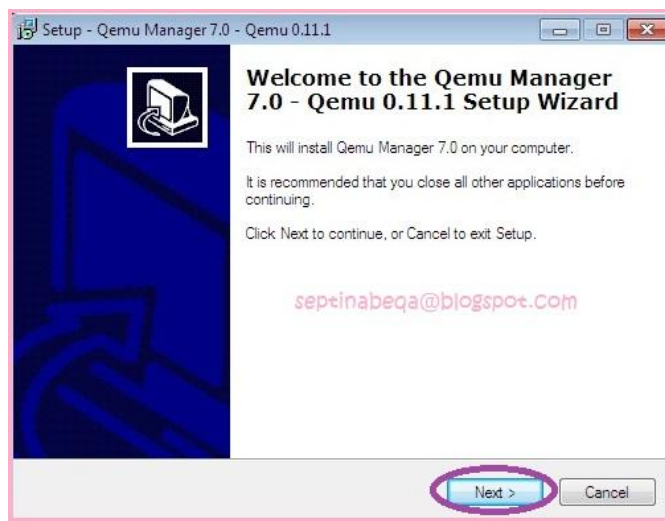 Setup - Qemu Manager 7.0 - Qemu 0.11.1
Welcome to the Qemu Manager
7.0 - Qemu 0.11.1 Setup Wizard
This will install Qemu Manager 7.0 on your computer.
It is recommended that you close all other applications before
continuing.
Click Next to continue, or Cancel to exit Setup.
septinabeqa@blogspot.com
Next >
Cancel